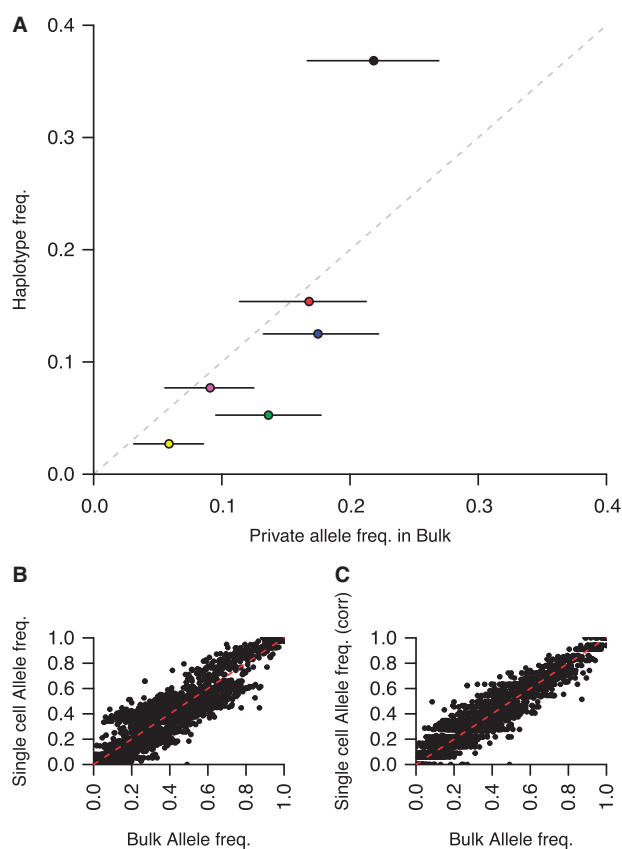 A
0.4
0.3
0.2
0.1
0.0
Haplotype freq.
0.0 0.1 0.2 0.3 0.4
Private allele freq. in Bulk
B
1.0
0.8
0.6
0.4
0.2
0.0
Single cell Allele freq.
0.0 0.2 0.4 0.6 0.8 1.0
Bulk Allele freq.
C
1.0
0.8
0.6
0.4
0.2
0.0
Single cell Allele freq. (corr)
0.0 0.2 0.4 0.6 0.8 1.0
Bulk Allele freq.